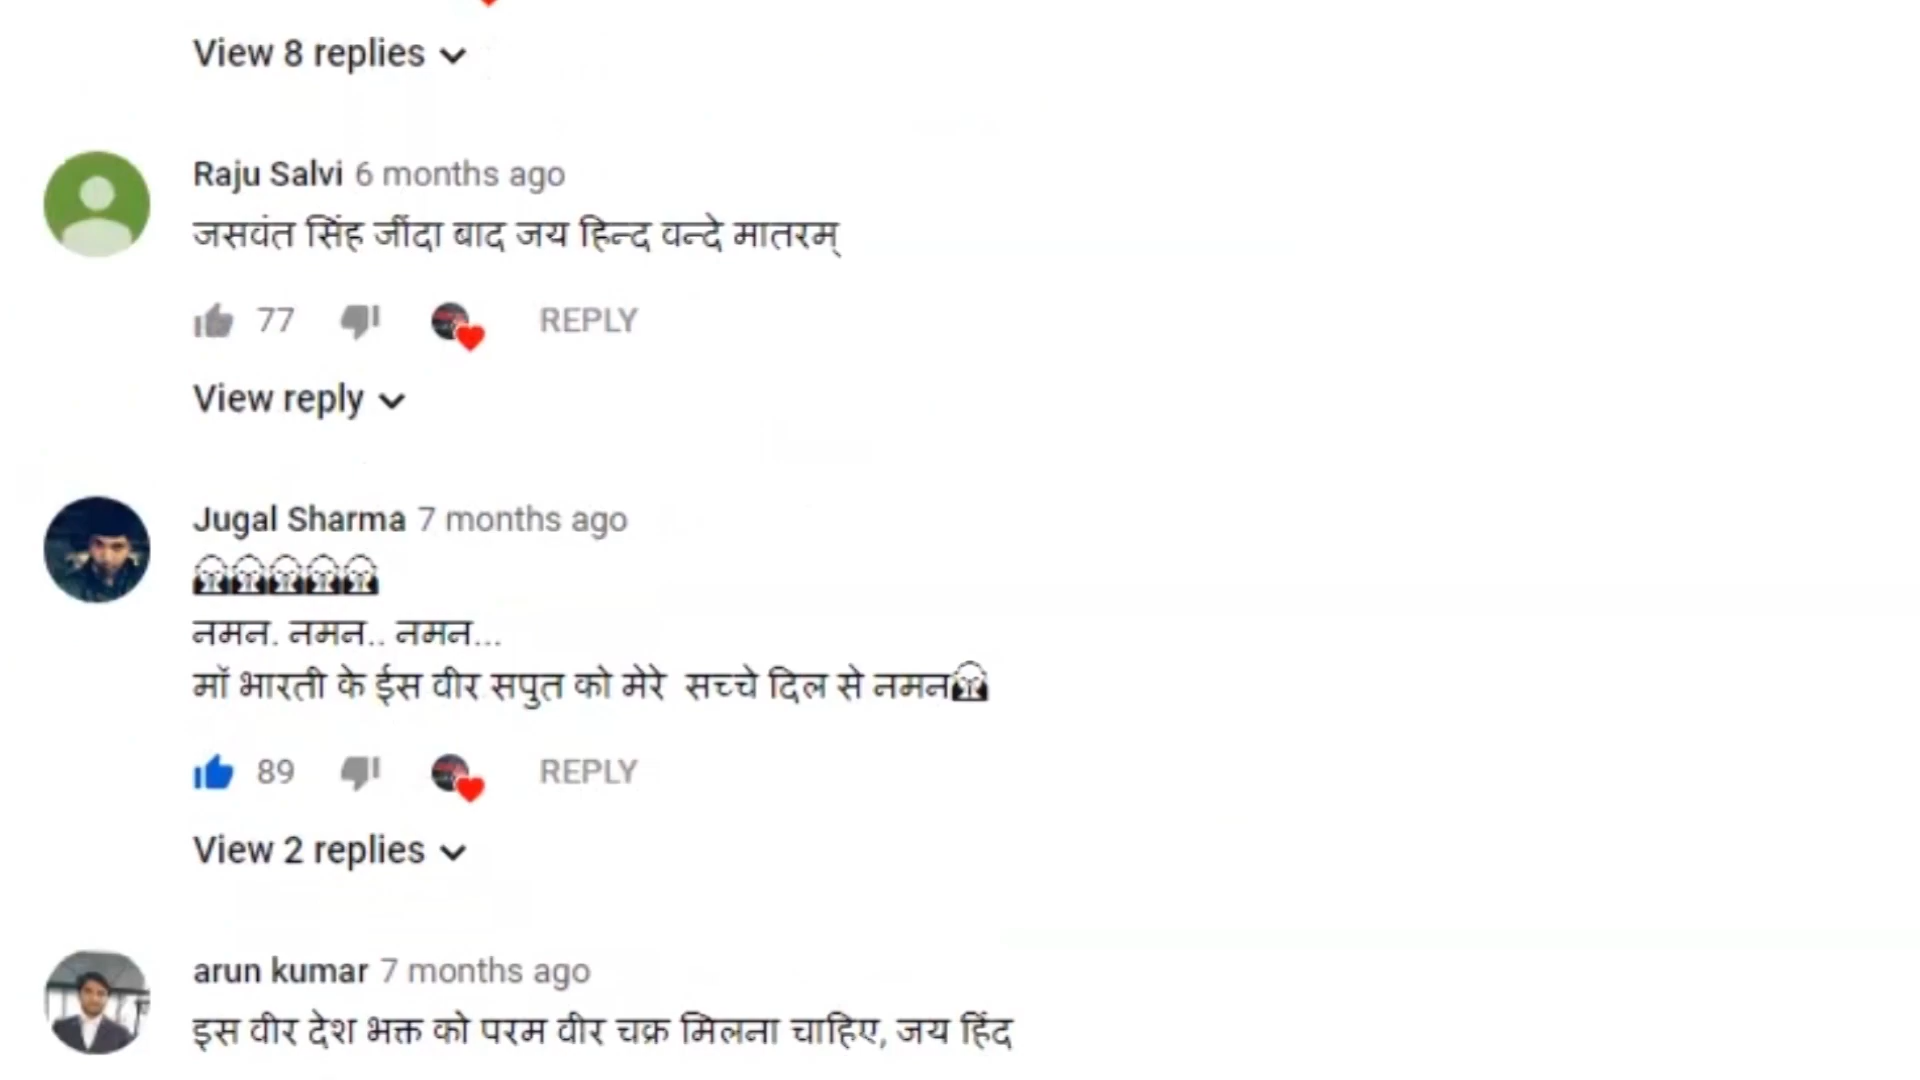 View 8 replies
Raju Salvi 6 months ago
जसवंत सिंह जींदा बाद जय हिन्द वन्दे मातरम्
77 REPLY
View reply
Jugal Sharma 7 months ago
नमन. नमन.. नमन...
मॉ भारती के ईस वीर सपुत को मेरे सच्चे दिल से नमन
89 REPLY
View 2 replies
arun kumar 7 months ago
इस वीर देश भक्त को परम वीर चक्र मिलना चाहिए, जय हिंद